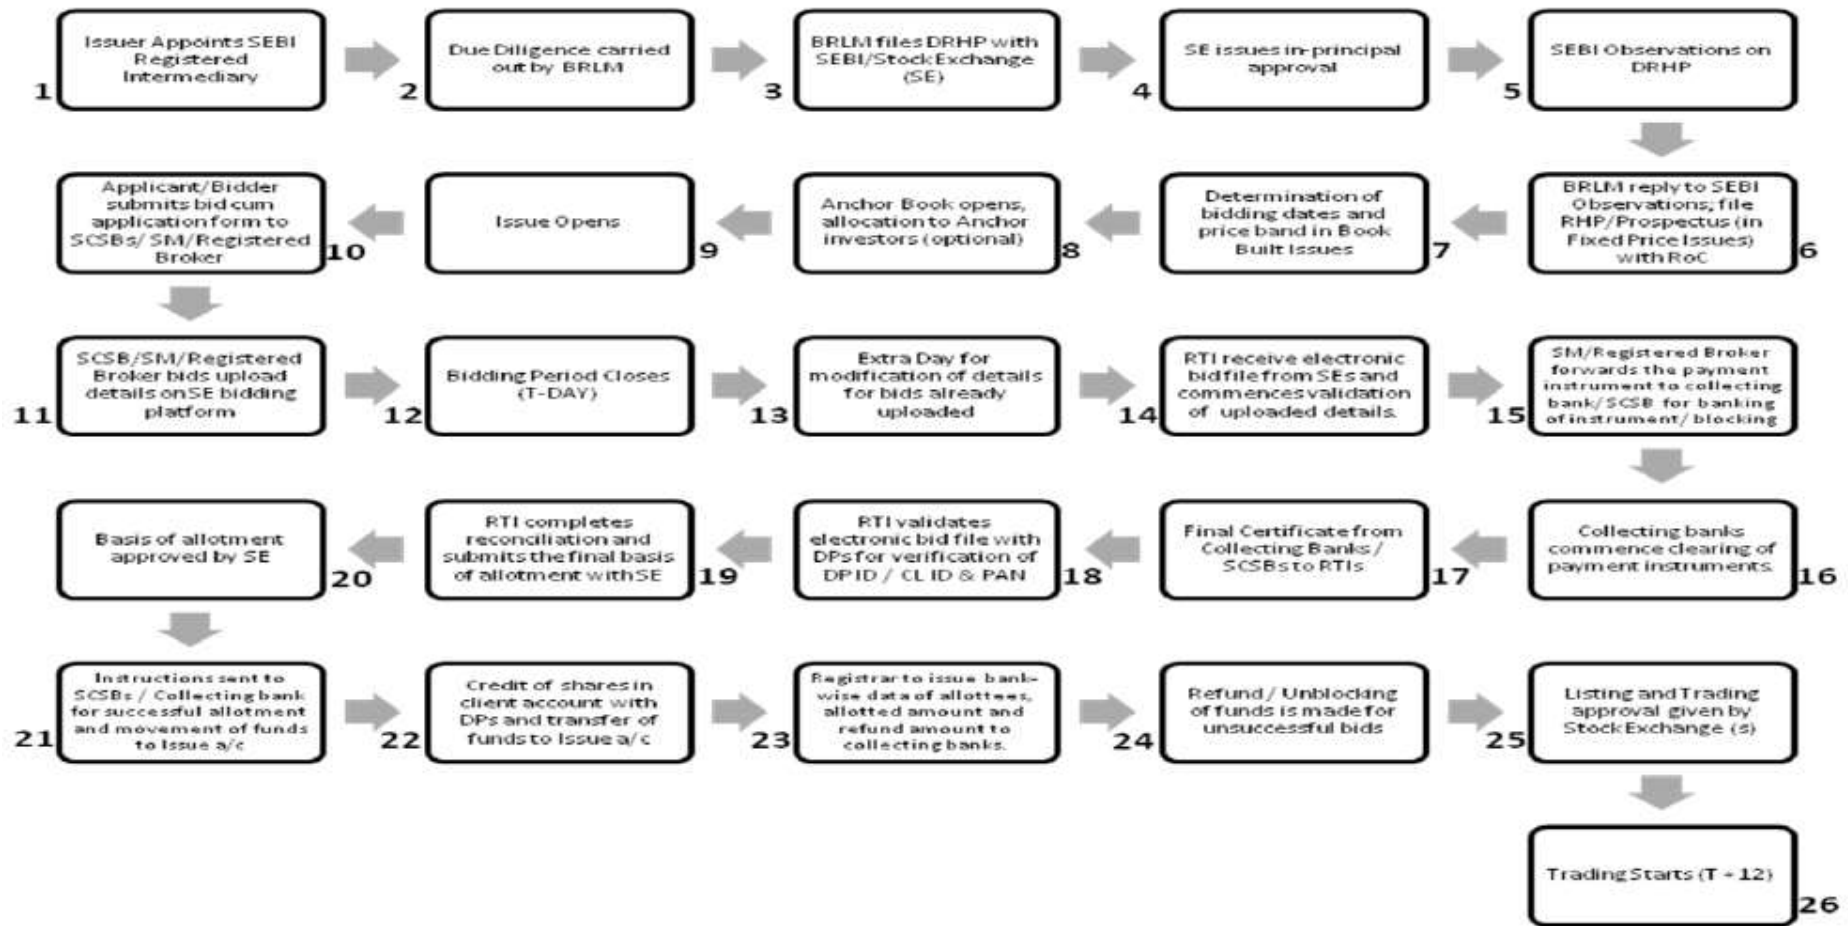 Issuer Appoints SEBI
Registered
Intermediary
1
Due Diligence carried
out by BRLM
2
BRLM files DRHP with
SEBI/Stock Exchange
(SE)
3
SE issues in-principal
approval
4
SEBI Observations on
DRHP
5
BRLM reply to SEBI
Observations; file
RHP/Prospectus (in
Fixed Price Issues)
with RoC
6
Determination of
bidding dates and
price band in Book
Built Issues
7
Anchor Book opens,
allocation to Anchor
investors (optional)
8
Issue Opens
9
Applicant/Bidder
submits bid cum
application form to
SCSBs/ SM/Registered
Broker
10
SCSB/SM/Registered
Broker bids upload
details on SE bidding
platform
11
Bidding Period Closes
(T-DAY)
12
Extra Day for
modification of details
for bids already
uploaded
13
RTI receive electronic
bid file from SEs and
commences validation
of uploaded details.
14
SM/Registered Broker
forwards the payment
instrument to collecting
bank/SCSB for banking
of instrument/ blocking
15
Collecting banks
commence clearing of
payment instruments.
16
Final Certificate from
Collecting Banks /
SCSBs to RTIs
17
RTI validates
electronic bid file with
DPs for verification of
DPID / CL ID & PAN
18
RTI completes
reconciliation and
submits the final basis
of allotment with SE
19
Basis of allotment
approved by SE
20
Instructions sent to
SCSBs / Collecting bank
for successful allotment
and movement of funds
to Issue a/c
21
Credit of shares in
client account with
DPs and transfer of
funds to Issue a/c
22
Registrar to issue bank-
wise data of allottees,
allotted amount and
refund amount to
collecting banks.
23
Refund / Unblocking
of funds is made for
unsuccessful bids
24
Listing and Trading
approval given by
Stock Exchange (s)
25
Trading Starts (T + 12)
26